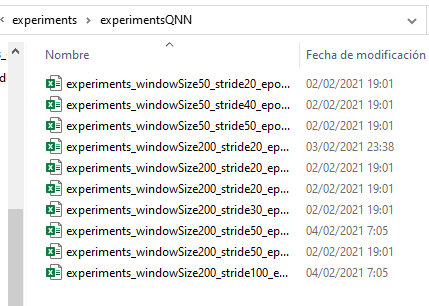 experiments > experimentsQNN
Nombre Fecha de modificación
experiments_windowSize50_stride20_epo... 02/02/2021 19:01
experiments_windowSize50_stride40_epo... 02/02/2021 19:01
experiments_windowSize50_stride50_epo... 02/02/2021 19:01
experiments_windowSize200_stride20_ep... 03/02/2021 23:38
experiments_windowSize200_stride20_ep... 02/02/2021 19:01
experiments_windowSize200_stride20_ep... 02/02/2021 19:01
experiments_windowSize200_stride30_ep... 02/02/2021 19:01
experiments_windowSize200_stride50_ep... 04/02/2021 7:05
experiments_windowSize200_stride50_ep... 02/02/2021 19:01
experiments_windowSize200_stride100_e... 04/02/2021 7:05